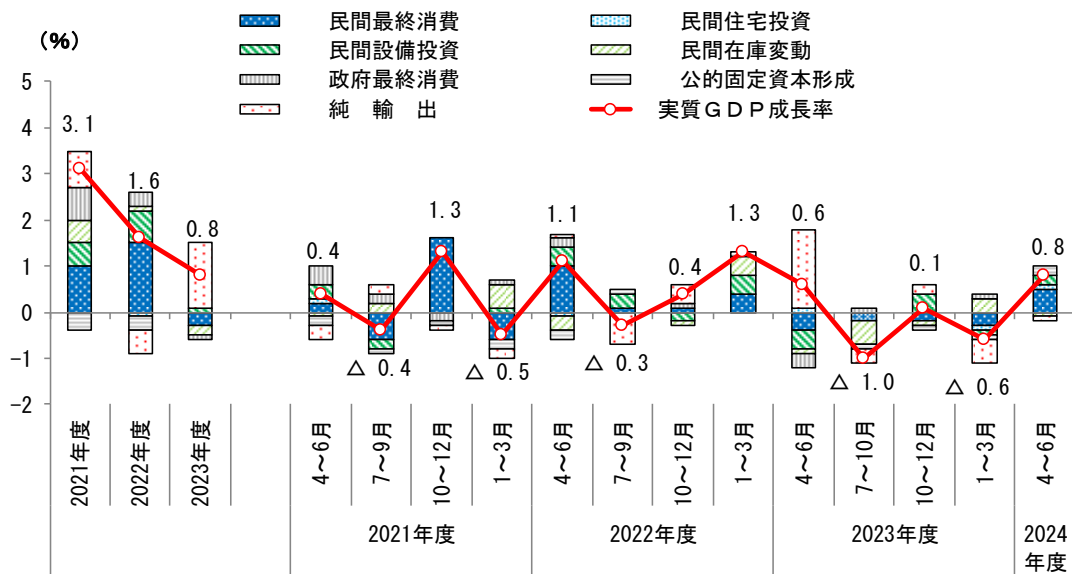 民間最終消費
民間住宅投資
(%)
民間設備投資
民間在庫変動
政府最終消費
公的固定資本形成
純 輸 出
実質ＧＤＰ成長率
5
4
3
2
1
0
−1
−2
3.1
1.6
0.8
0.4
△ 0.4
1.3
△ 0.5
1.1
△ 0.3
0.4
1.3
0.6
△ 1.0
0.1
△ 0.6
0.8
2021年度
2022年度
2023年度
4～6月
7～9月
10～12月
1～3月
4～6月
7～9月
10～12月
1～3月
4～6月
7～10月
10～12月
1～3月
4～6月
2021年度
2022年度
2023年度
2024
年度